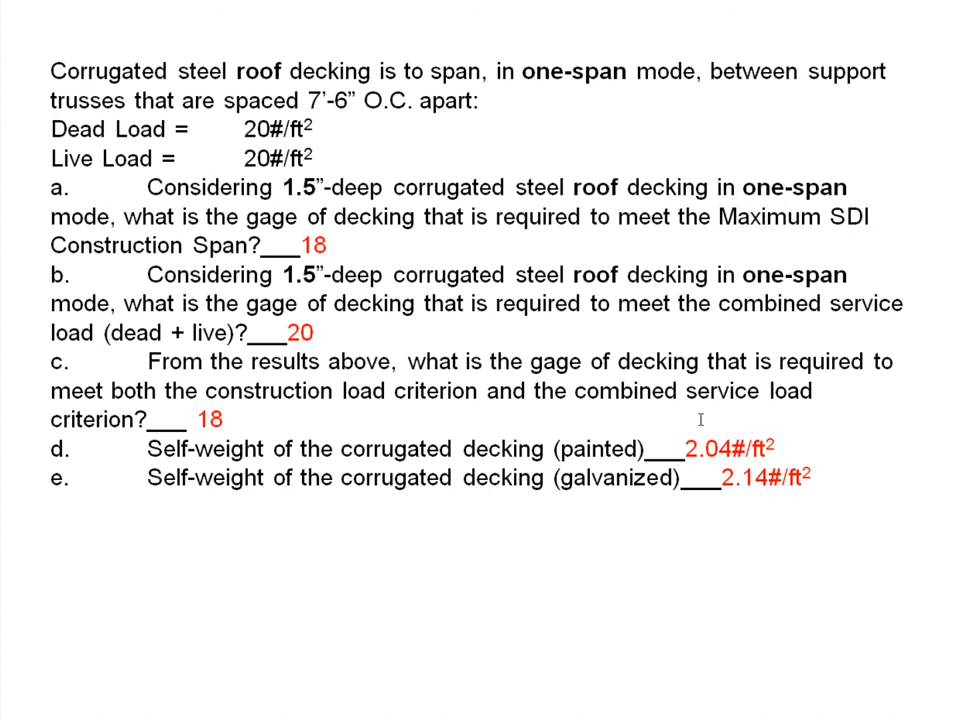 Corrugated steel roof decking is to span, in one-span mode, between support
trusses that are spaced 7’-6” O.C. apart:
Dead Load = 20#/ft²
Live Load = 20#/ft²
a. Considering 1.5”-deep corrugated steel roof decking in one-span
mode, what is the gage of decking that is required to meet the Maximum SDI
Construction Span?___18
b. Considering 1.5”-deep corrugated steel roof decking in one-span
mode, what is the gage of decking that is required to meet the combined service
load (dead + live)?___20
c. From the results above, what is the gage of decking that is required to
meet both the construction load criterion and the combined service load
criterion?___ 18
d. Self-weight of the corrugated decking (painted)___2.04#/ft²
e. Self-weight of the corrugated decking (galvanized)___2.14#/ft²